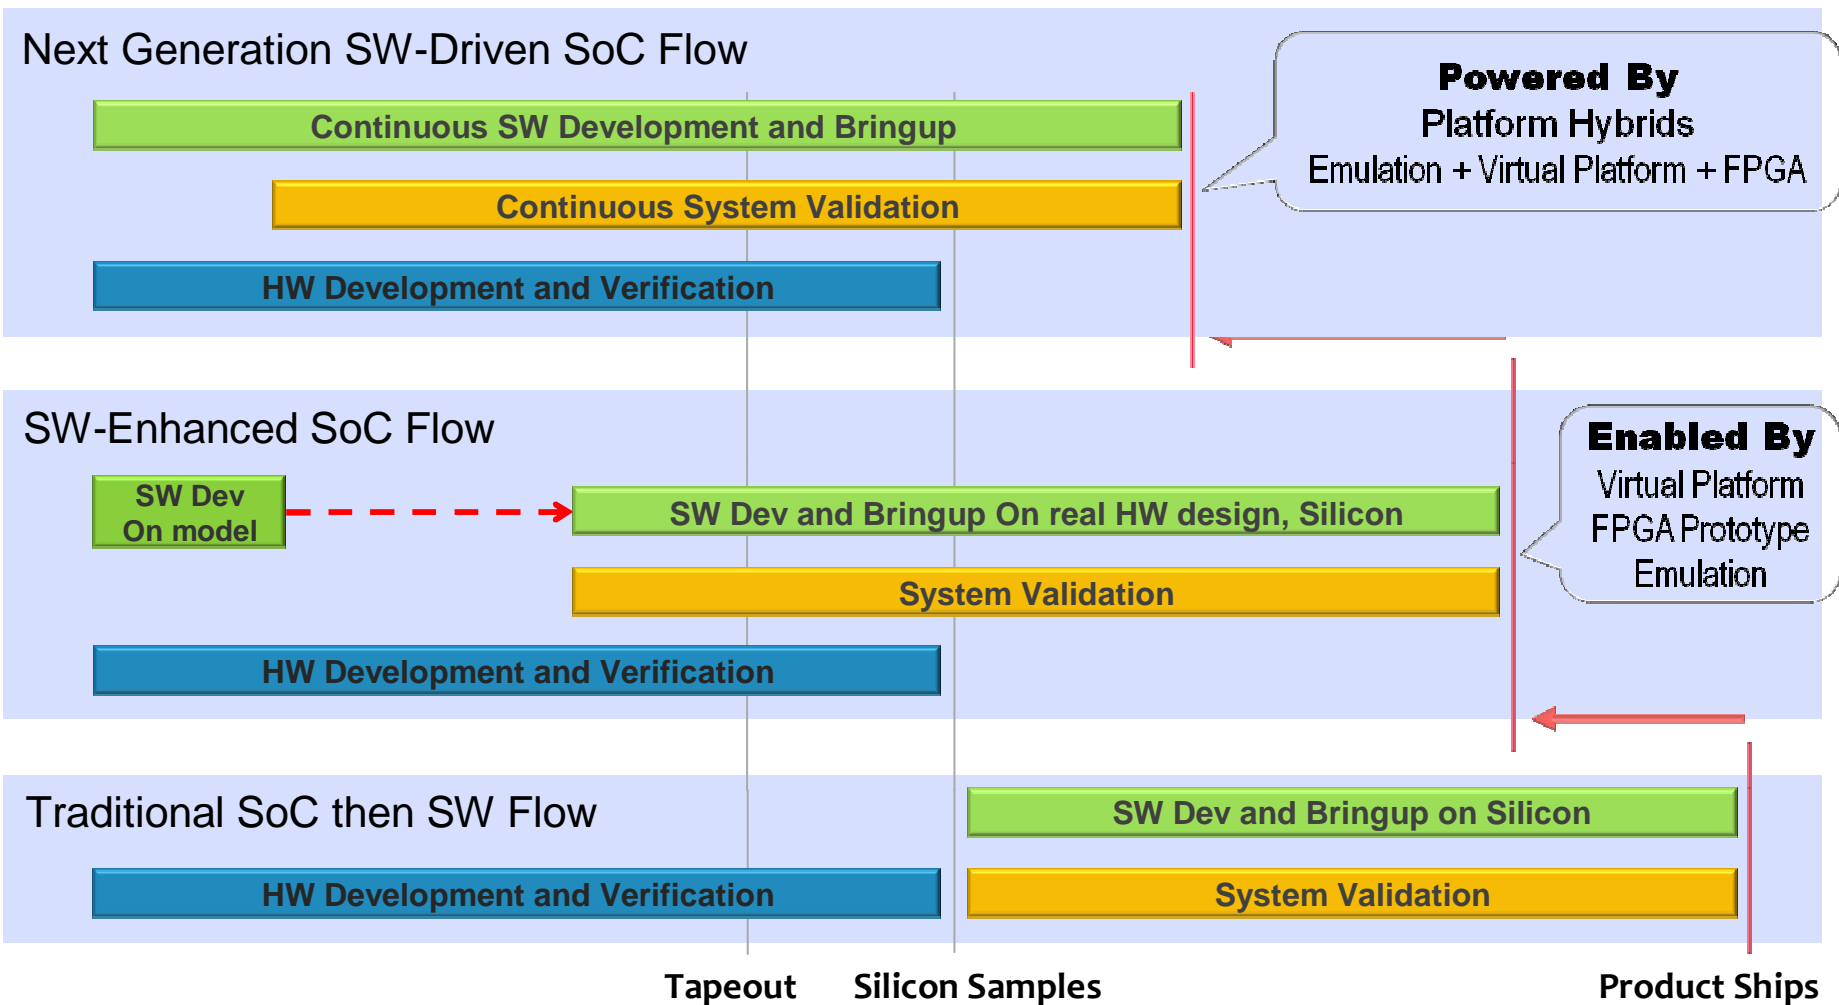 Next Generation SW-Driven SoC Flow
Powered By
Platform Hybrids
Emulation + Virtual Platform + FPGA
Continuous SW Development and Bringup
Continuous System Validation
HW Development and Verification
SW-Enhanced SoC Flow
Enabled By
Virtual Platform
FPGA Prototype
Emulation
SW Dev
On model
SW Dev and Bringup On real HW design, Silicon
System Validation
HW Development and Verification
Traditional SoC then SW Flow
SW Dev and Bringup on Silicon
HW Development and Verification
System Validation
Tapeout
Silicon Samples
Product Ships